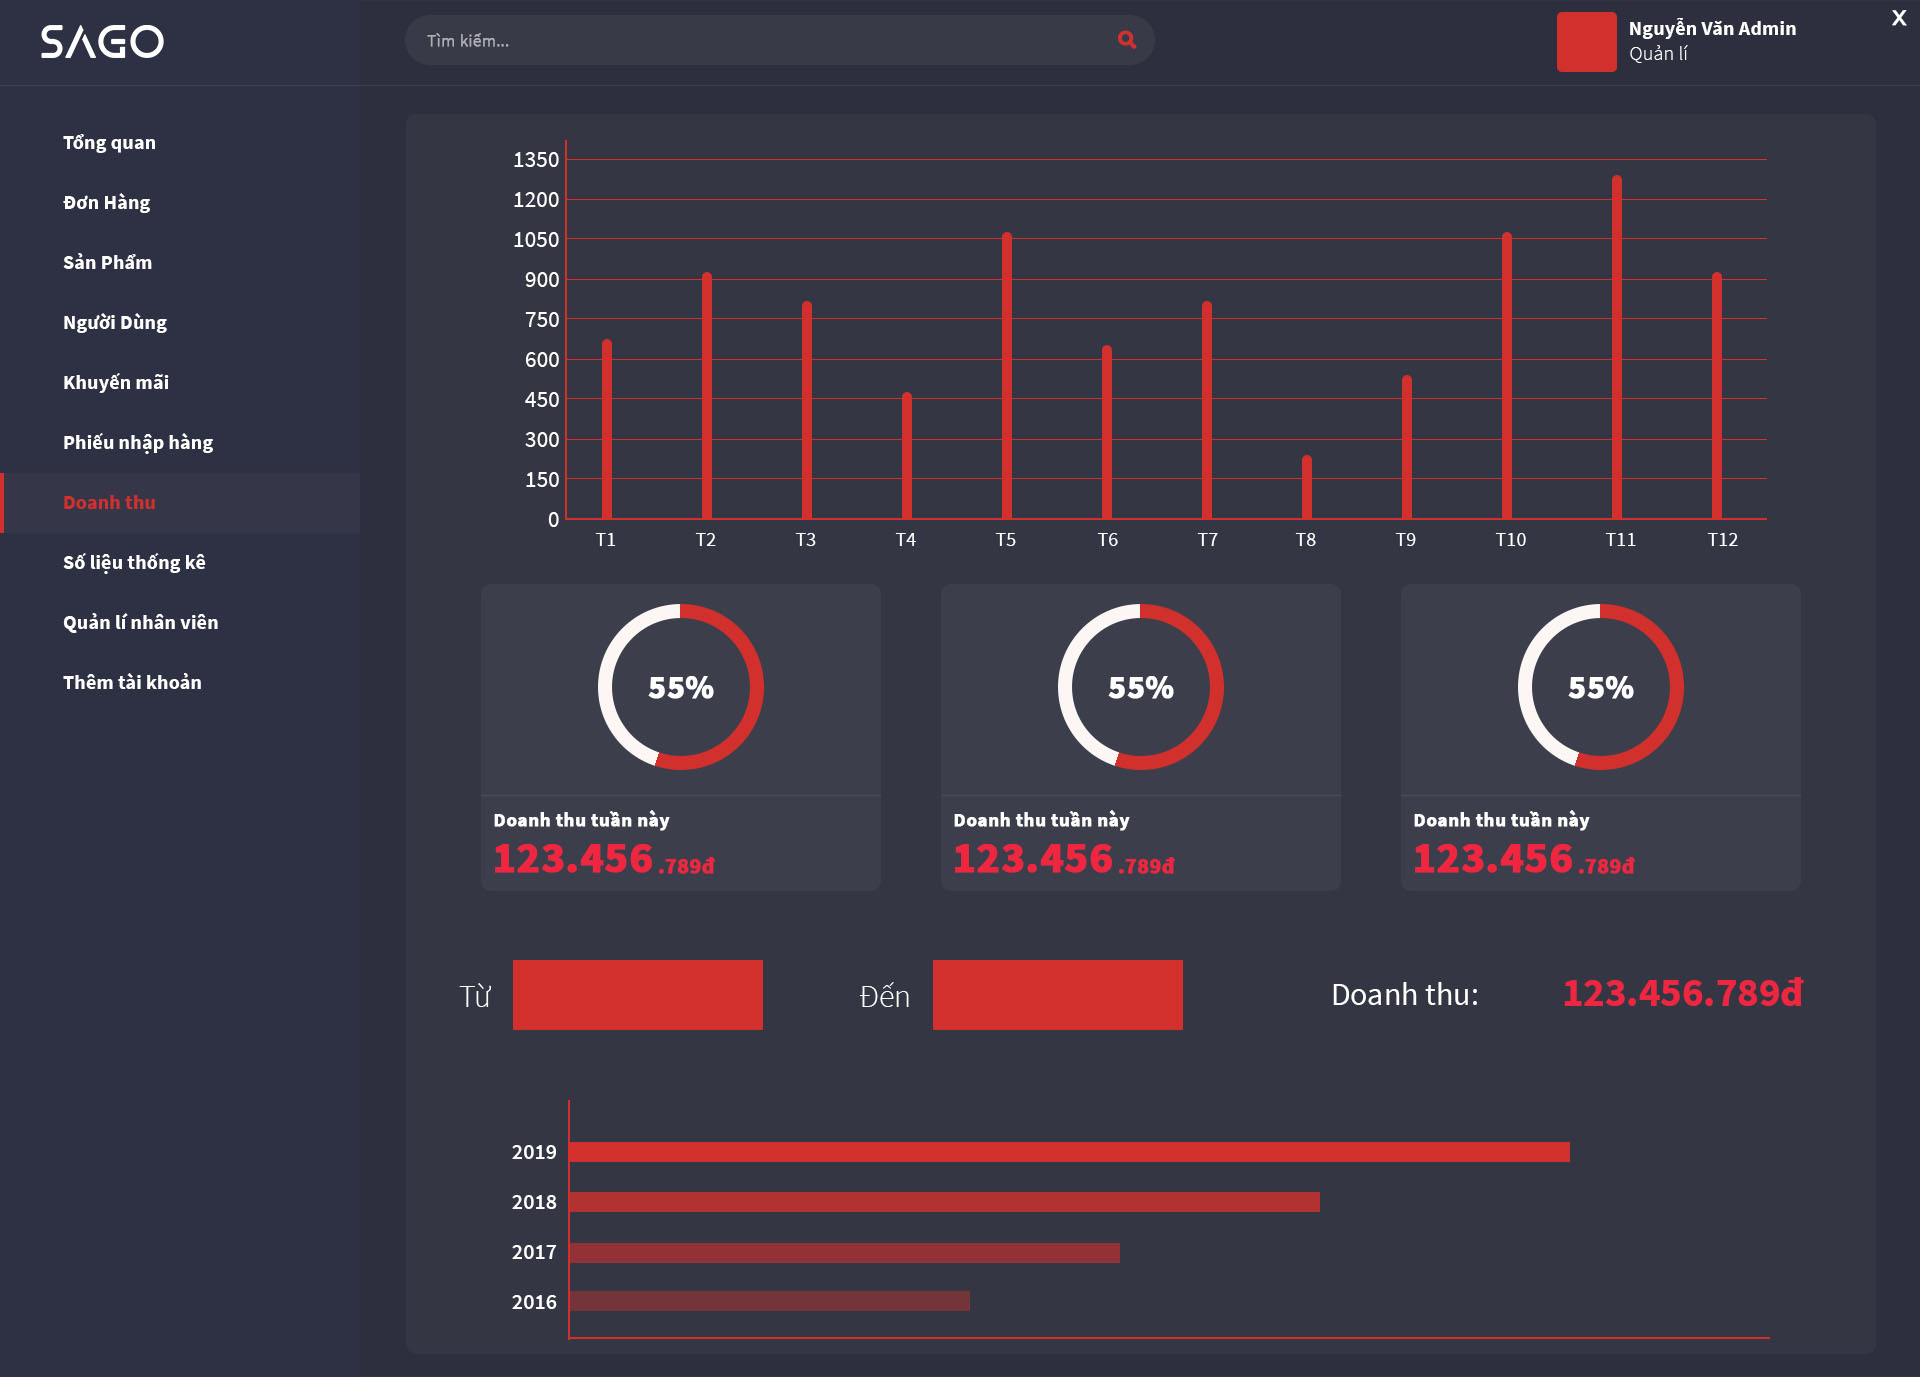 SAGO
Tìm kiếm...
Nguyễn Văn Admin
Quản lí
X
Tổng quan
Đơn Hàng
Sản Phẩm
Người Dùng
Khuyến mãi
Phiếu nhập hàng
Doanh thu
Số liệu thống kê
Quản lí nhân viên
Thêm tài khoản
1350
1200
1050
900
750
600
450
300
150
0
T1 T2 T3 T4 T5 T6 T7 T8 T9 T10 T11 T12
55%
Doanh thu tuần này
123.456 .789đ
55%
Doanh thu tuần này
123.456 .789đ
55%
Doanh thu tuần này
123.456 .789đ
Từ
Đến
Doanh thu: 123.456.789đ
2019
2018
2017
2016